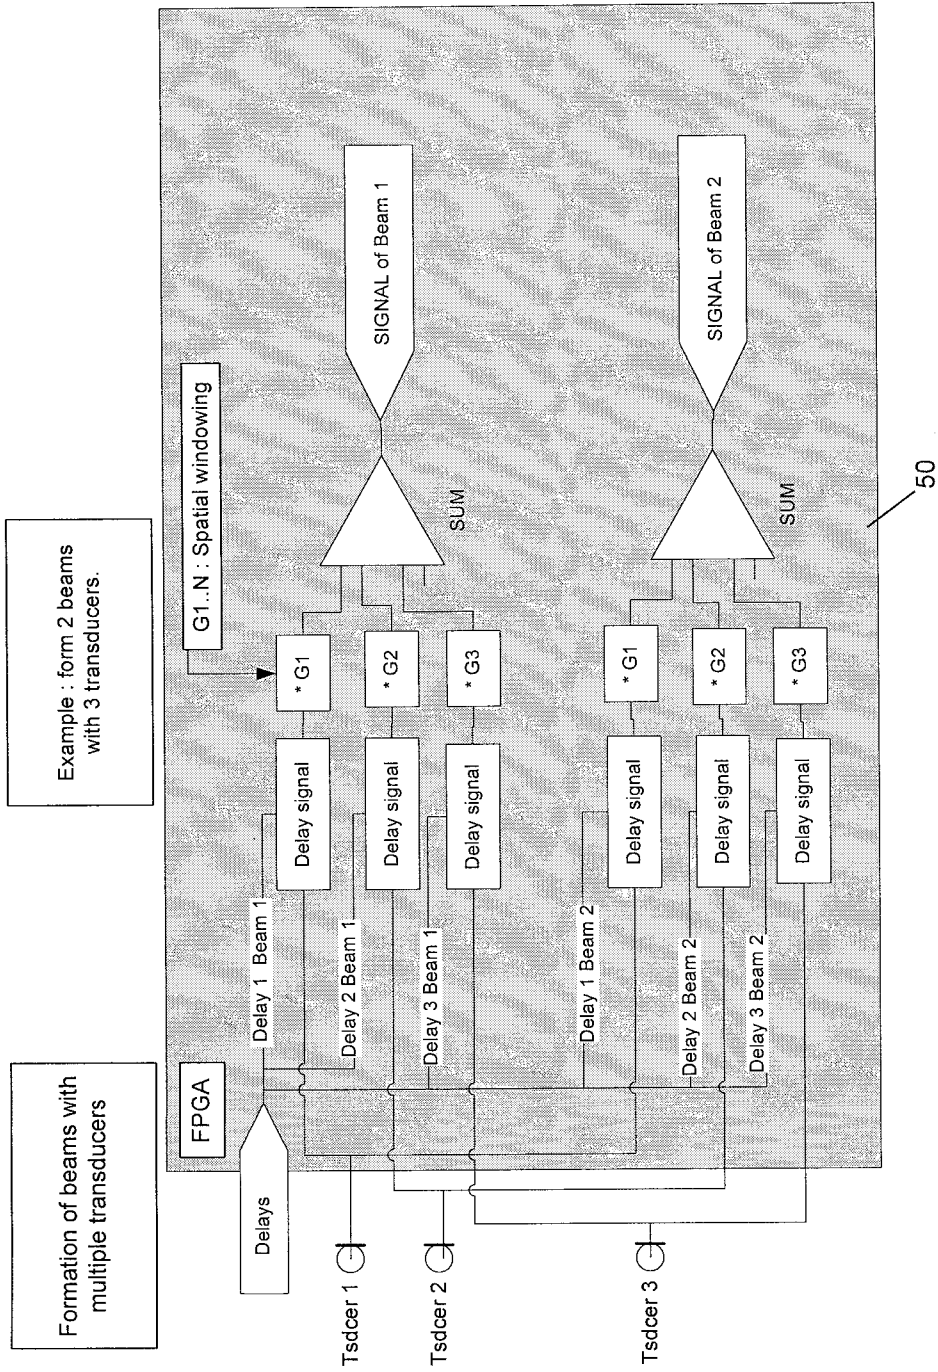 Formation of beams with
multiple transducers
Example : form 2 beams
with 3 transducers.
FPGA
G1..N : Spatial windowing
Delays
Delay 1 Beam 1
Delay signal
* G1
Delay 2 Beam 1
Delay signal
* G2
Delay 3 Beam 1
Delay signal
* G3
SUM
SIGNAL of Beam 1
Tsdcer 1
Tsdcer 2
Tsdcer 3
Delay 1 Beam 2
Delay signal
* G1
Delay 2 Beam 2
Delay signal
* G2
Delay 3 Beam 2
Delay signal
* G3
SUM
SIGNAL of Beam 2
50